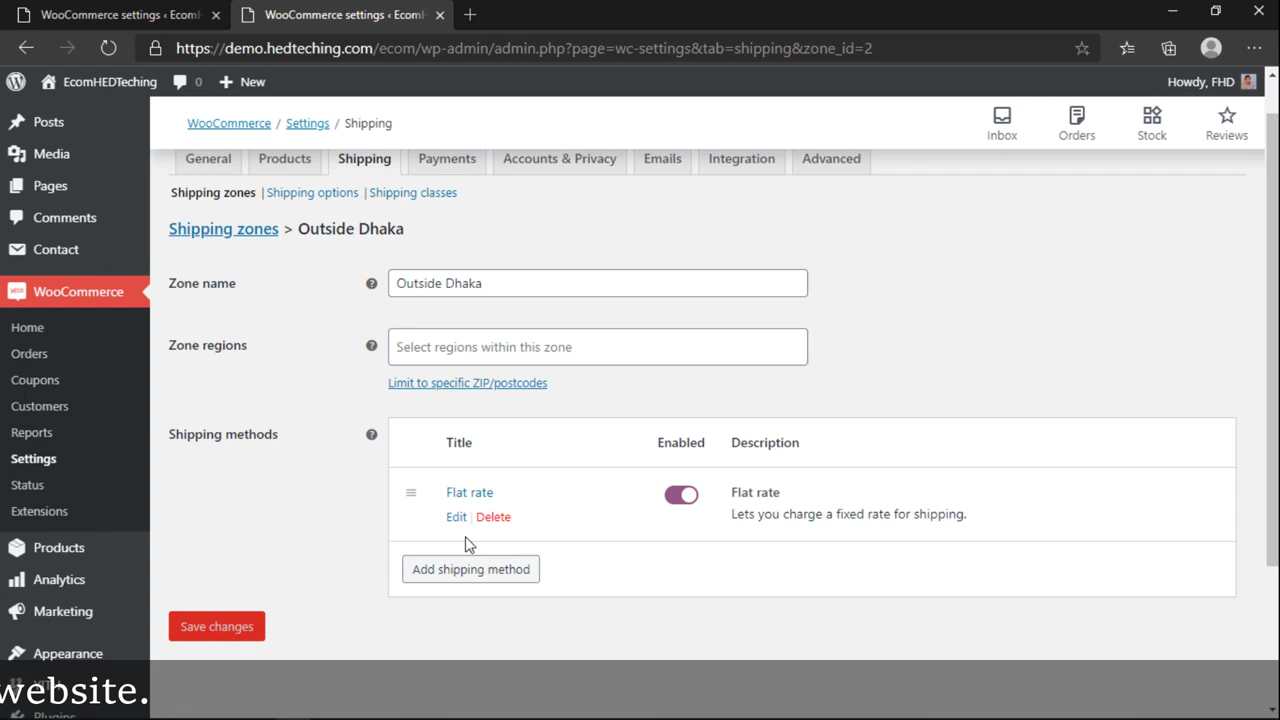 WooCommerce settings ‹ EcomH
WooCommerce settings ‹ EcomH
https://demo.hedteching.com/ecom/wp-admin/admin.php?page=wc-settings&tab=shipping&zone_id=2
EcomHEDTeching
0
New
Howdy, FHD
Posts
Media
Pages
Comments
Contact
WooCommerce
Home
Orders
Coupons
Customers
Reports
Settings
Status
Extensions
Products
Analytics
Marketing
Appearance
WooCommerce / Settings / Shipping
Inbox
Orders
Stock
Reviews
General
Products
Shipping
Payments
Accounts & Privacy
Emails
Integration
Advanced
Shipping zones | Shipping options | Shipping classes
Shipping zones > Outside Dhaka
Zone name
Outside Dhaka
Zone regions
Select regions within this zone
Limit to specific ZIP/postcodes
Shipping methods
Title
Enabled
Description
Flat rate
Edit | Delete
Flat rate
Lets you charge a fixed rate for shipping.
Add shipping method
Save changes
website.
Plugins